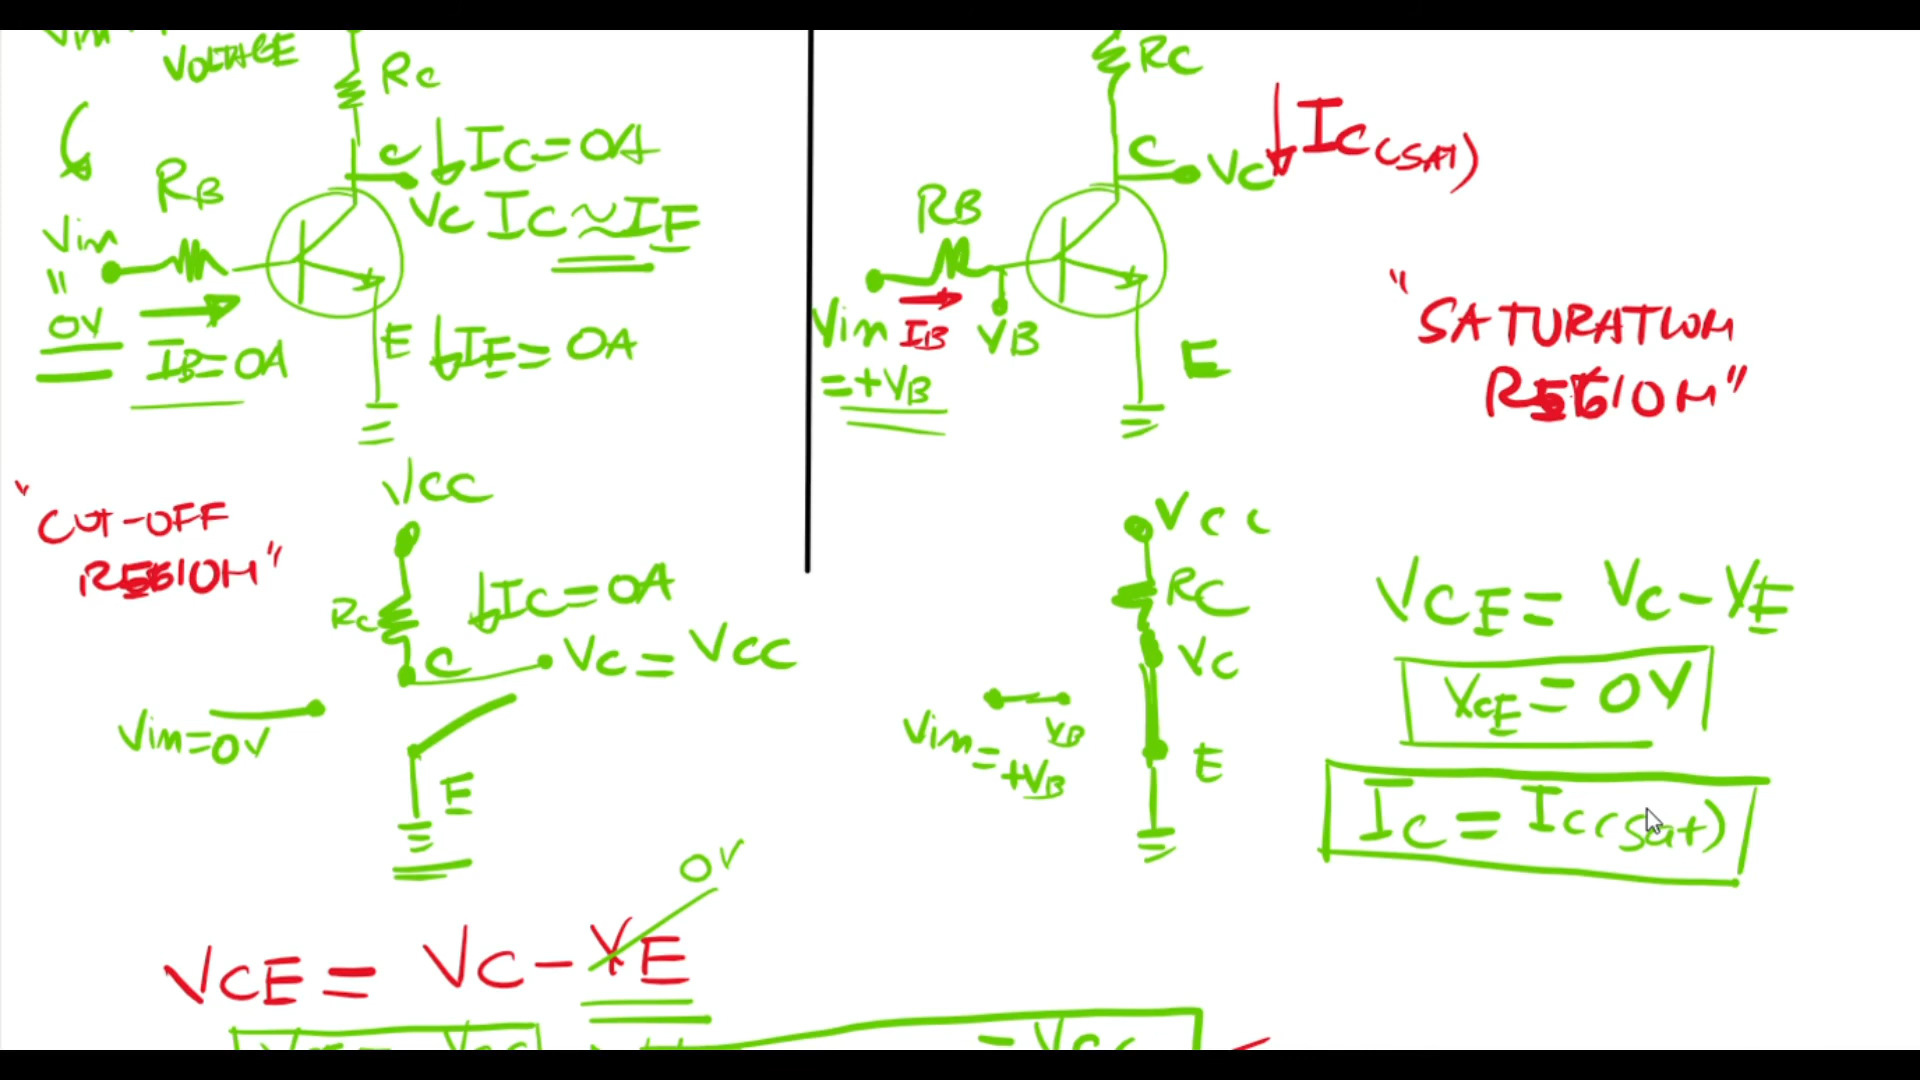 VOLTAGE
RC
C IC = 0A
RB
VC IC ≈ IE
Vin
"
0V
IB = 0A
E IE = 0A
"CUT-OFF
REGION"
VCC
RC
IC = 0A
C
VC = VCC
Vin = 0V
E
0V
VCE = VC - VE
RC
C
VC
IC(SAT)
RB
Vin
IB
VB
= +VB
E
"SATURATION
REGION"
VCC
RC
VC
VB
Vin =
+VB
E
VCE = VC - VE
VCE = 0V
IC = IC(Sat)